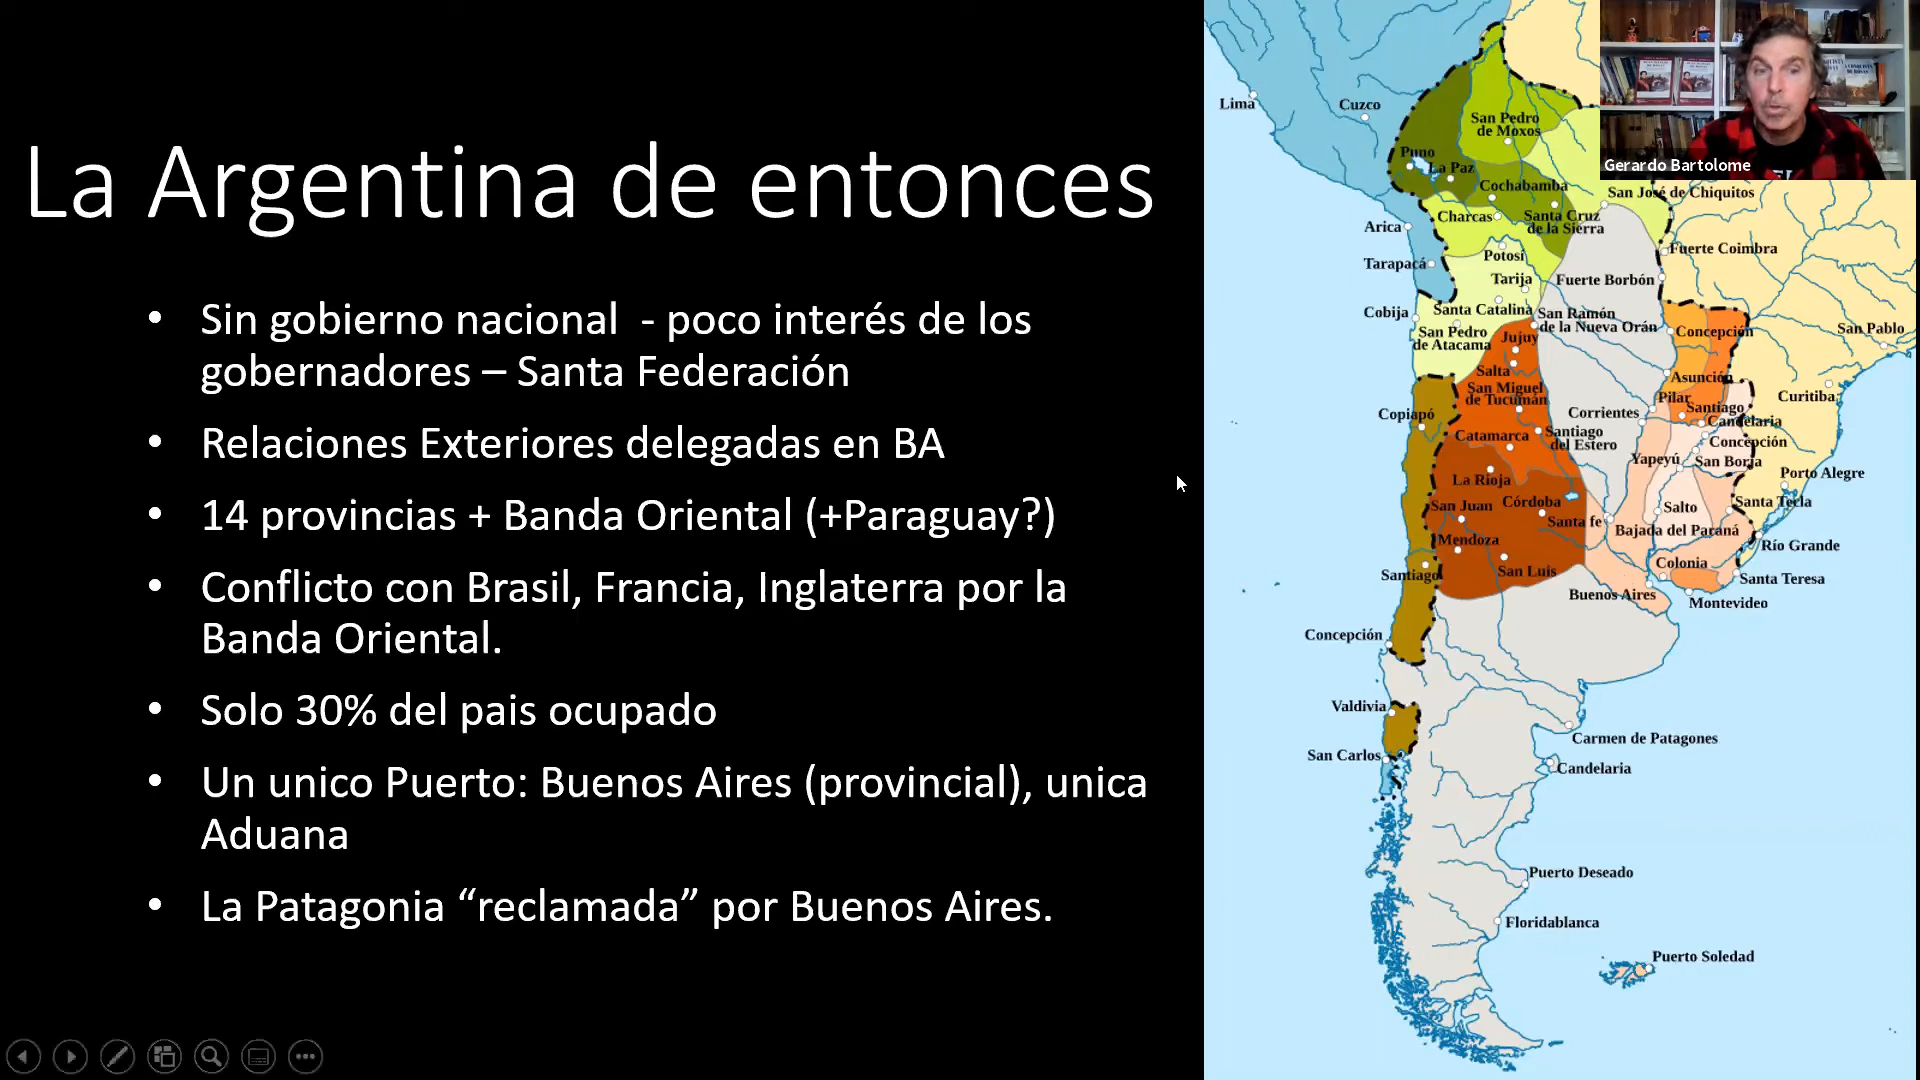 La Argentina de entonces
• Sin gobierno nacional  - poco interés de los
gobernadores – Santa Federación
• Relaciones Exteriores delegadas en BA
• 14 provincias + Banda Oriental (+Paraguay?)
• Conflicto con Brasil, Francia, Inglaterra por la
Banda Oriental.
• Solo 30% del pais ocupado
• Un unico Puerto: Buenos Aires (provincial), unica
Aduana
• La Patagonia “reclamada” por Buenos Aires.
Gerardo Bartolome
Lima
Cuzco
San Pedro
de Moxos
Puno
La Paz
Cochabamba
San José de Chiquitos
Charcas
Santa Cruz
de la Sierra
Arica
Fuerte Coimbra
Potosí
Tarapacá
Tarija
Fuerte Borbón
Cobija
Santa Catalina
San Ramón
de la Nueva Orán
San Pedro
de Atacama
Jujuy
Concepción
San Pablo
Salta
Asunción
San Miguel
de Tucumán
Pilar
Curitiba
Copiapó
Corrientes
Santiago
Candelaria
Catamarca
Santiago
del Estero
Concepción
Yapeyú
San Borja
Porto Alegre
La Rioja
San Juan
Córdoba
Salto
Santa Tecla
Santa fe
Bajada del Paraná
Mendoza
Río Grande
Santiago
San Luis
Colonia
Santa Teresa
Buenos Aires
Montevideo
Concepción
Valdivia
Carmen de Patagones
San Carlos
Candelaria
Puerto Deseado
Floridablanca
Puerto Soledad